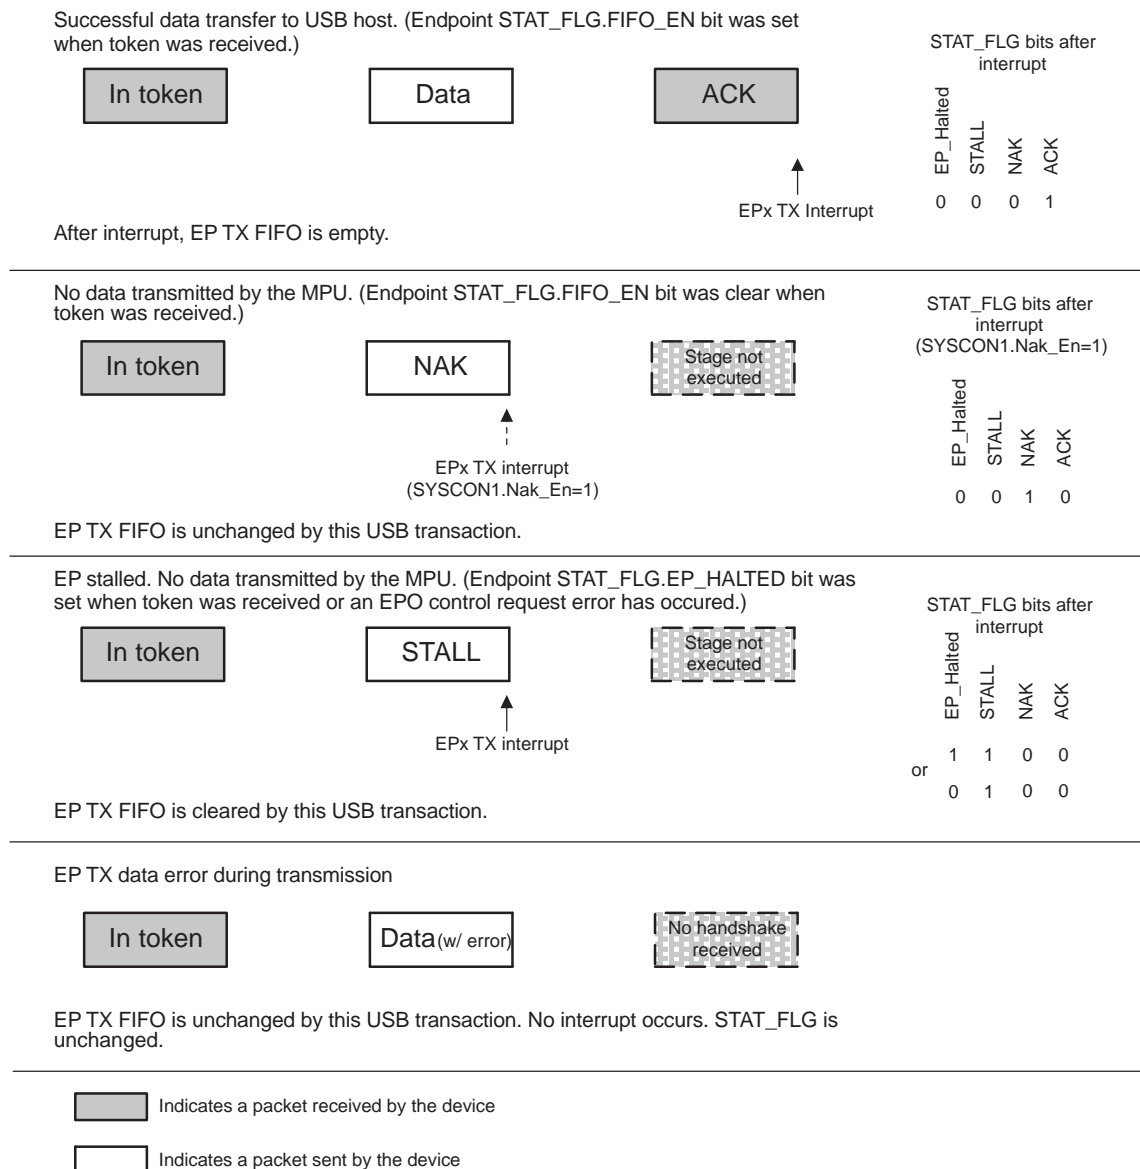 Successful data transfer to USB host. (Endpoint STAT_FLG.FIFO_EN bit was set
when token was received.)
STAT_FLG bits after
interrupt
In token
Data
ACK
EP_Halted
STALL
NAK
ACK
EPx TX Interrupt
0 0 0 1
After interrupt, EP TX FIFO is empty.
No data transmitted by the MPU. (Endpoint STAT_FLG.FIFO_EN bit was clear when
token was received.)
STAT_FLG bits after
interrupt
(SYSCON1.Nak_En=1)
In token
NAK
Stage not
executed
EP_Halted
STALL
NAK
ACK
EPx TX interrupt
(SYSCON1.Nak_En=1)
0 0 1 0
EP TX FIFO is unchanged by this USB transaction.
EP stalled. No data transmitted by the MPU. (Endpoint STAT_FLG.EP_HALTED bit was
set when token was received or an EPO control request error has occured.)
STAT_FLG bits after
interrupt
In token
STALL
Stage not
executed
EP_Halted
STALL
NAK
ACK
EPx TX interrupt
1 1 0 0
or
0 1 0 0
EP TX FIFO is cleared by this USB transaction.
EP TX data error during transmission
In token
Data (w/ error)
No handshake
received
EP TX FIFO is unchanged by this USB transaction. No interrupt occurs. STAT_FLG is
unchanged.
Indicates a packet received by the device
Indicates a packet sent by the device